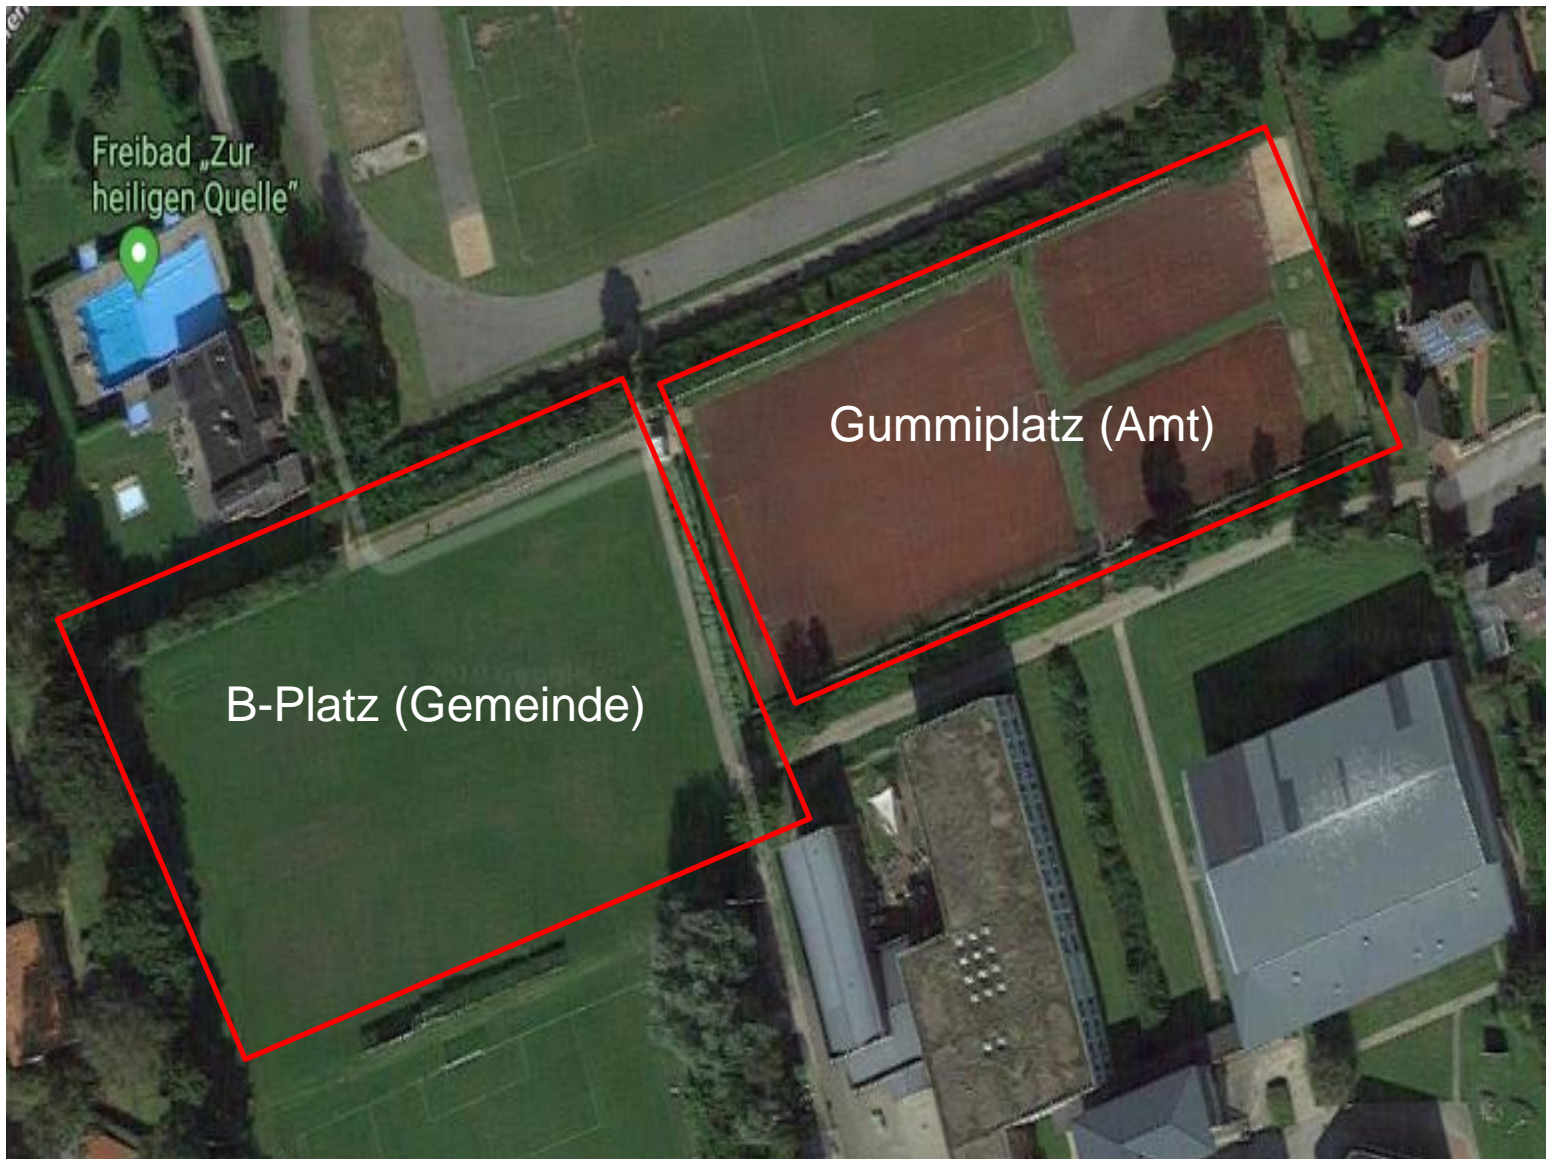 Freibad „Zur
heiligen Quelle“
Gummiplatz (Amt)
B-Platz (Gemeinde)